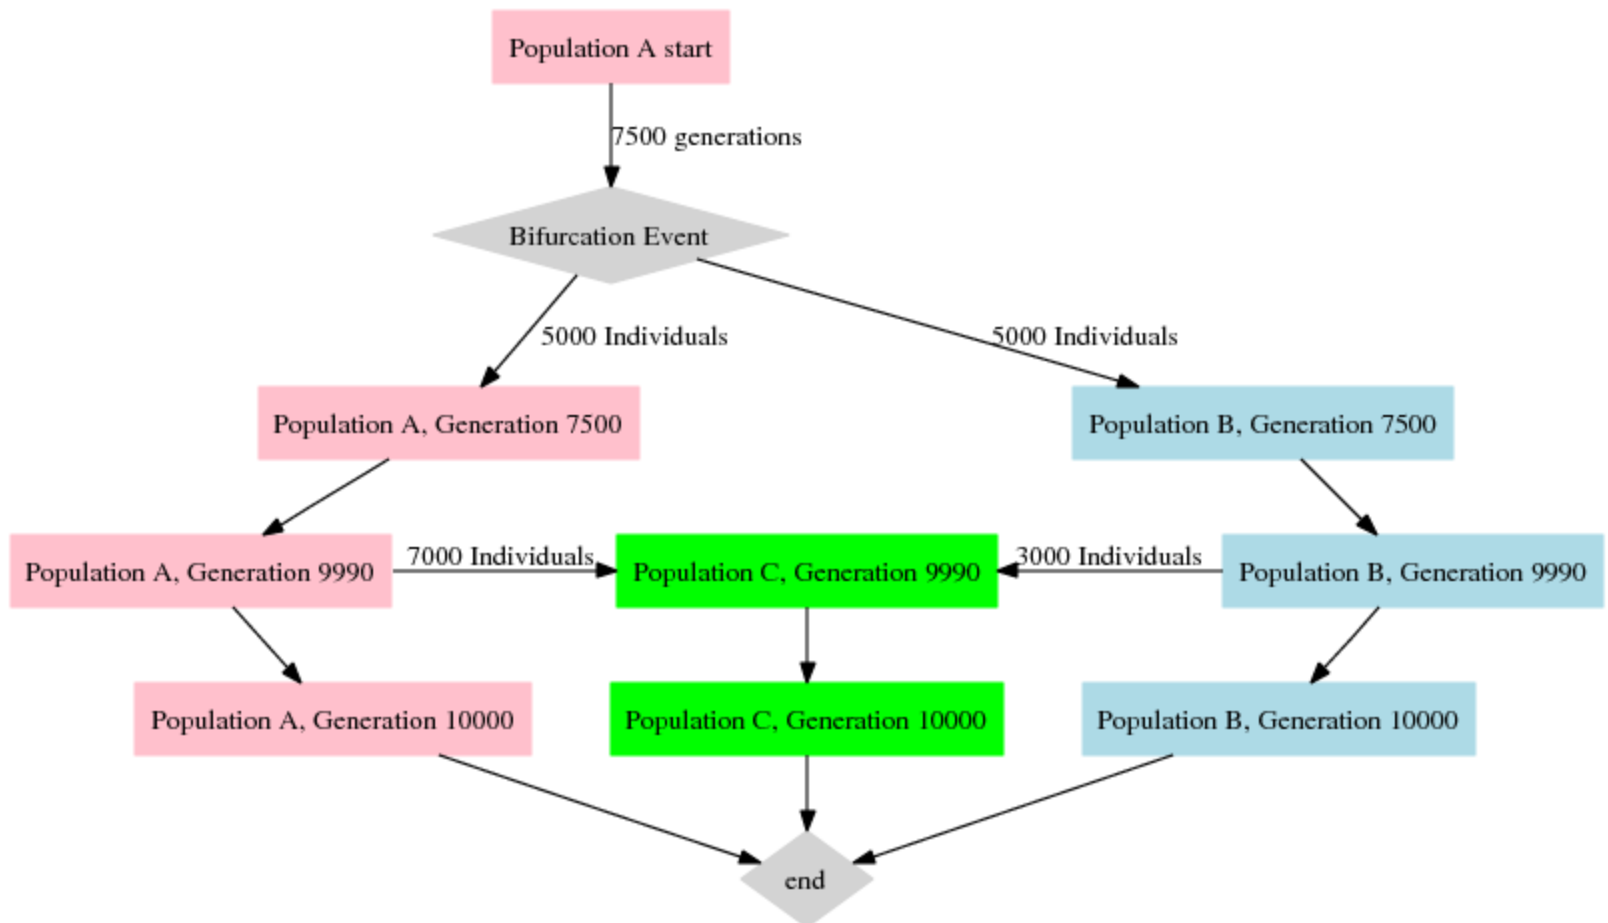 Population A start
7500 generations
Bifurcation Event
5000 Individuals
5000 Individuals
Population A, Generation 7500
Population B, Generation 7500
Population A, Generation 9990
7000 Individuals
Population C, Generation 9990
3000 Individuals
Population B, Generation 9990
Population A, Generation 10000
Population C, Generation 10000
Population B, Generation 10000
end